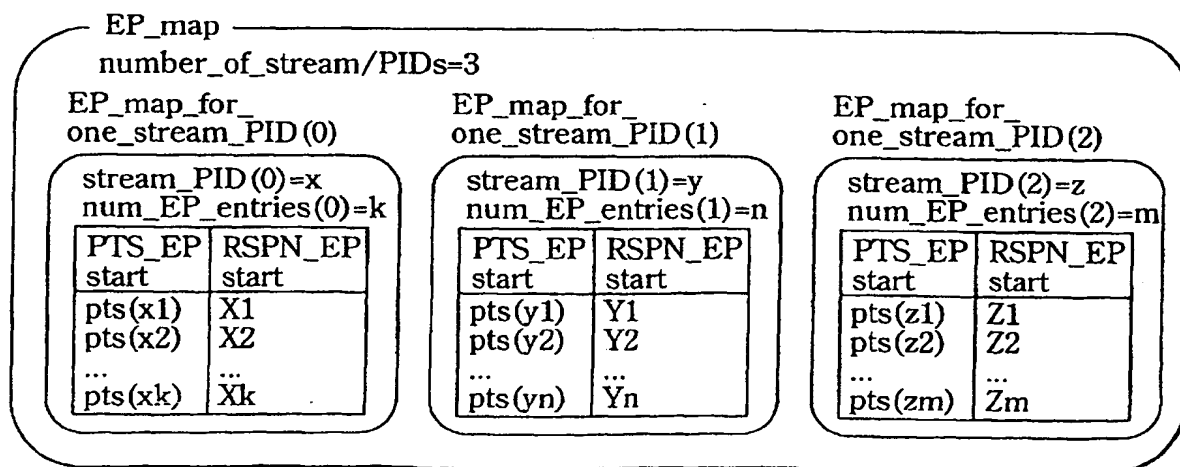 EP_map
number_of_stream/PIDs=3
EP_map_for_
one_stream_PID(0)
stream_PID(0)=x
num_EP_entries(0)=k
PTS_EP RSPN_EP
start start
pts(x1) X1
pts(x2) X2
... ...
pts(xk) Xk
EP_map_for_
one_stream_PID(1)
stream_PID(1)=y
num_EP_entries(1)=n
PTS_EP RSPN_EP
start start
pts(y1) Y1
pts(y2) Y2
... ...
pts(yn) Yn
EP_map_for_
one_stream_PID(2)
stream_PID(2)=z
num_EP_entries(2)=m
PTS_EP RSPN_EP
start start
pts(z1) Z1
pts(z2) Z2
... ...
pts(zm) Zm